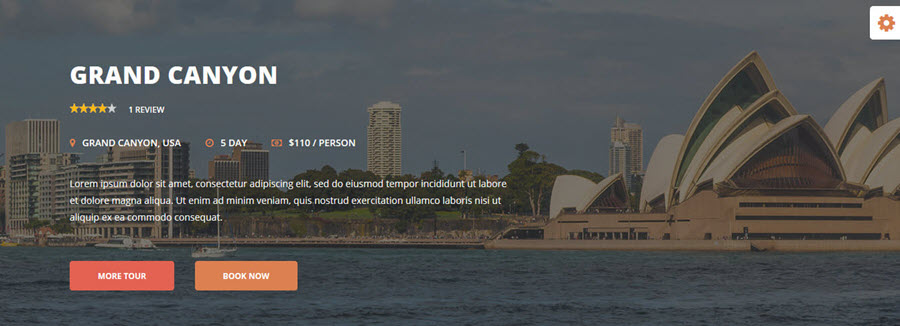 GRAND CANYON
1 REVIEW
GRAND CANYON, USA 5 DAY $110 / PERSON
Lorem ipsum dolor sit amet, consectetur adipiscing elit, sed do eiusmod tempor incididunt ut labore
et dolore magna aliqua. Ut enim ad minim veniam, quis nostrud exercitation ullamco laboris nisi ut
aliquip ex ea commodo consequat.
MORE TOUR BOOK NOW